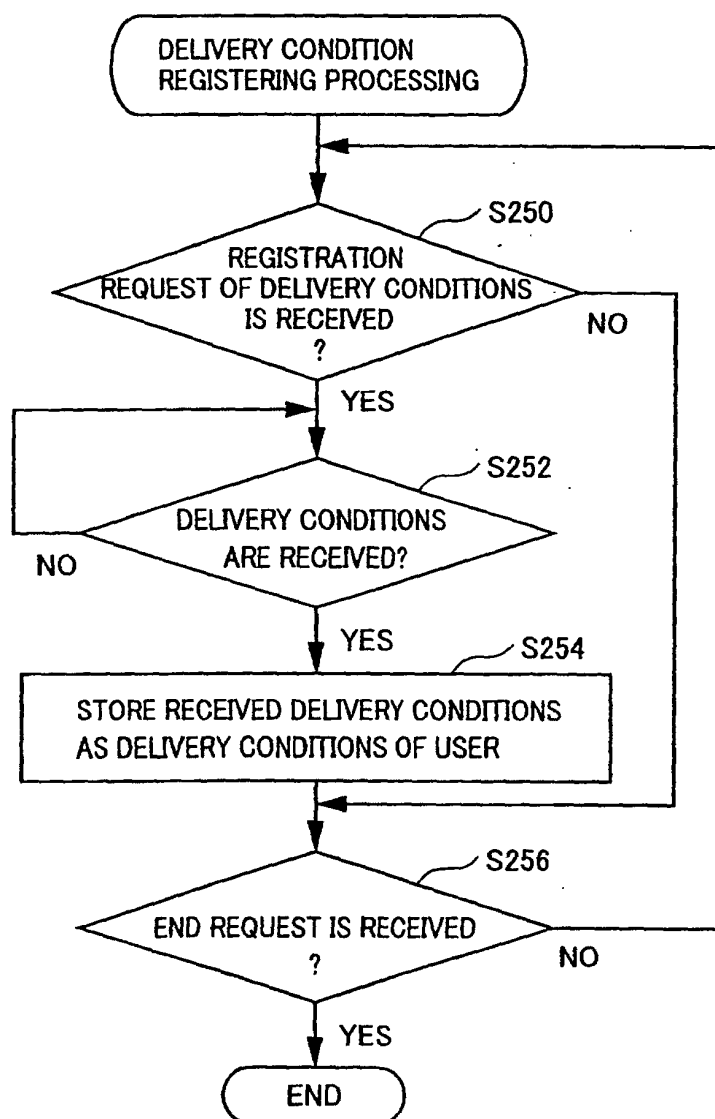 DELIVERY CONDITION
REGISTERING PROCESSING
S250
REGISTRATION
REQUEST OF DELIVERY CONDITIONS
IS RECEIVED
?
NO
YES
S252
DELIVERY CONDITIONS
ARE RECEIVED?
NO
YES
S254
STORE RECEIVED DELIVERY CONDITIONS
AS DELIVERY CONDITIONS OF USER
S256
END REQUEST IS RECEIVED
?
NO
YES
END